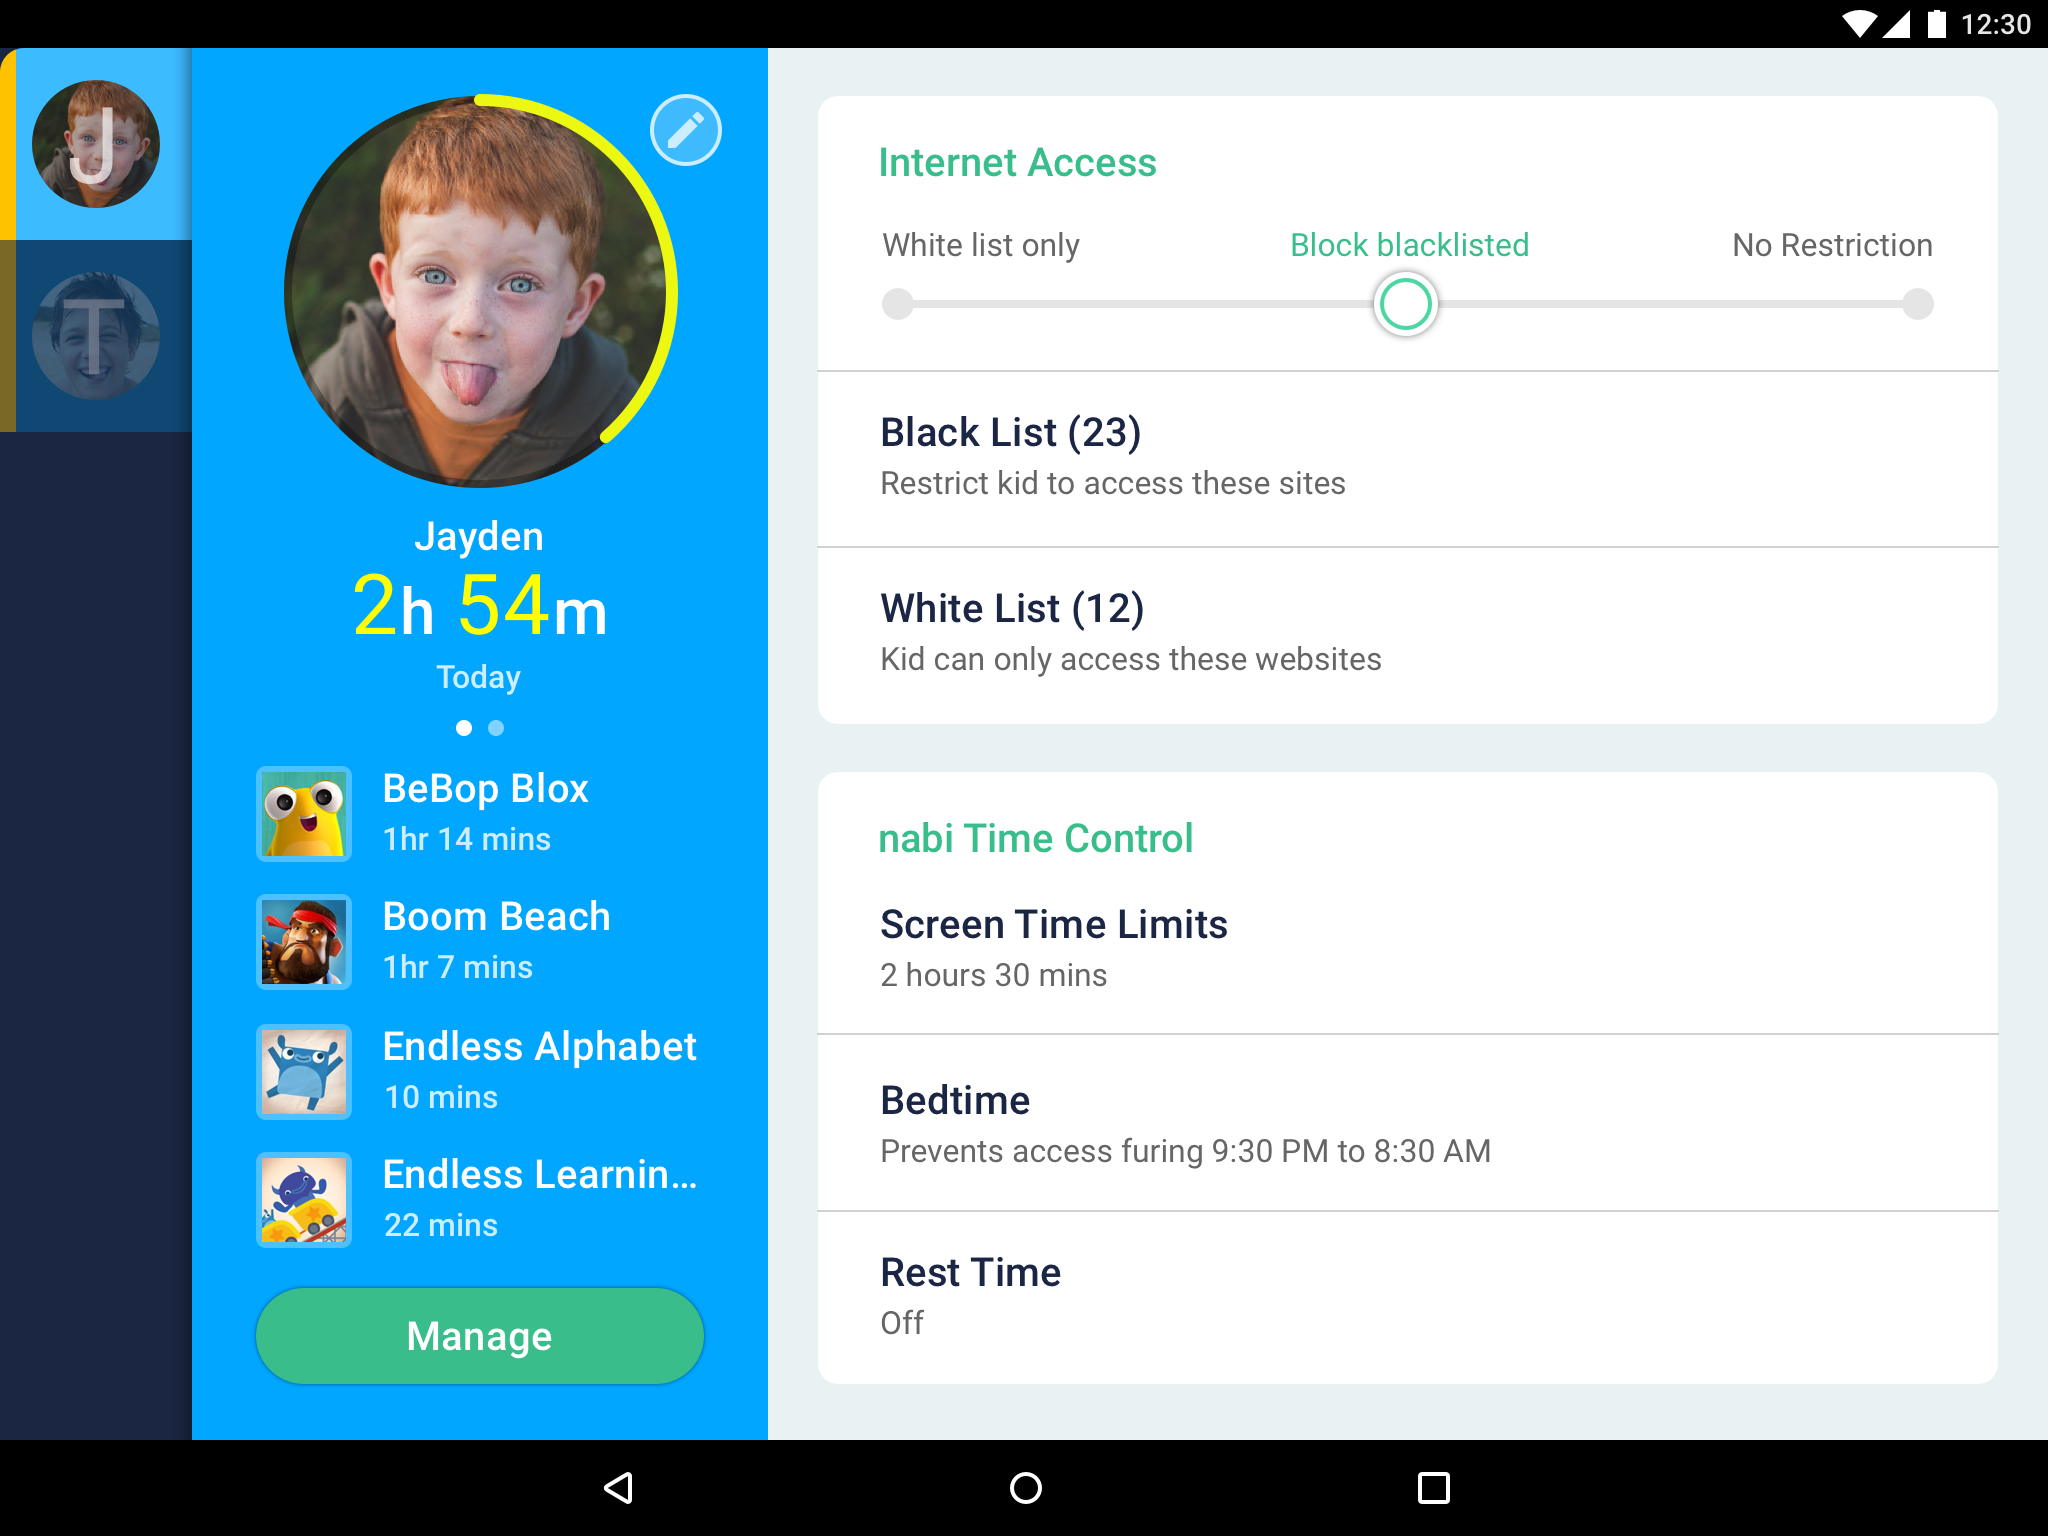 12:30
J
T
Jayden
2h 54m
Today
BeBop Blox
1hr 14 mins
Boom Beach
1hr 7 mins
Endless Alphabet
10 mins
Endless Learnin...
22 mins
Manage
Internet Access
White list only
Block blacklisted
No Restriction
Black List (23)
Restrict kid to access these sites
White List (12)
Kid can only access these websites
nabi Time Control
Screen Time Limits
2 hours 30 mins
Bedtime
Prevents access furing 9:30 PM to 8:30 AM
Rest Time
Off